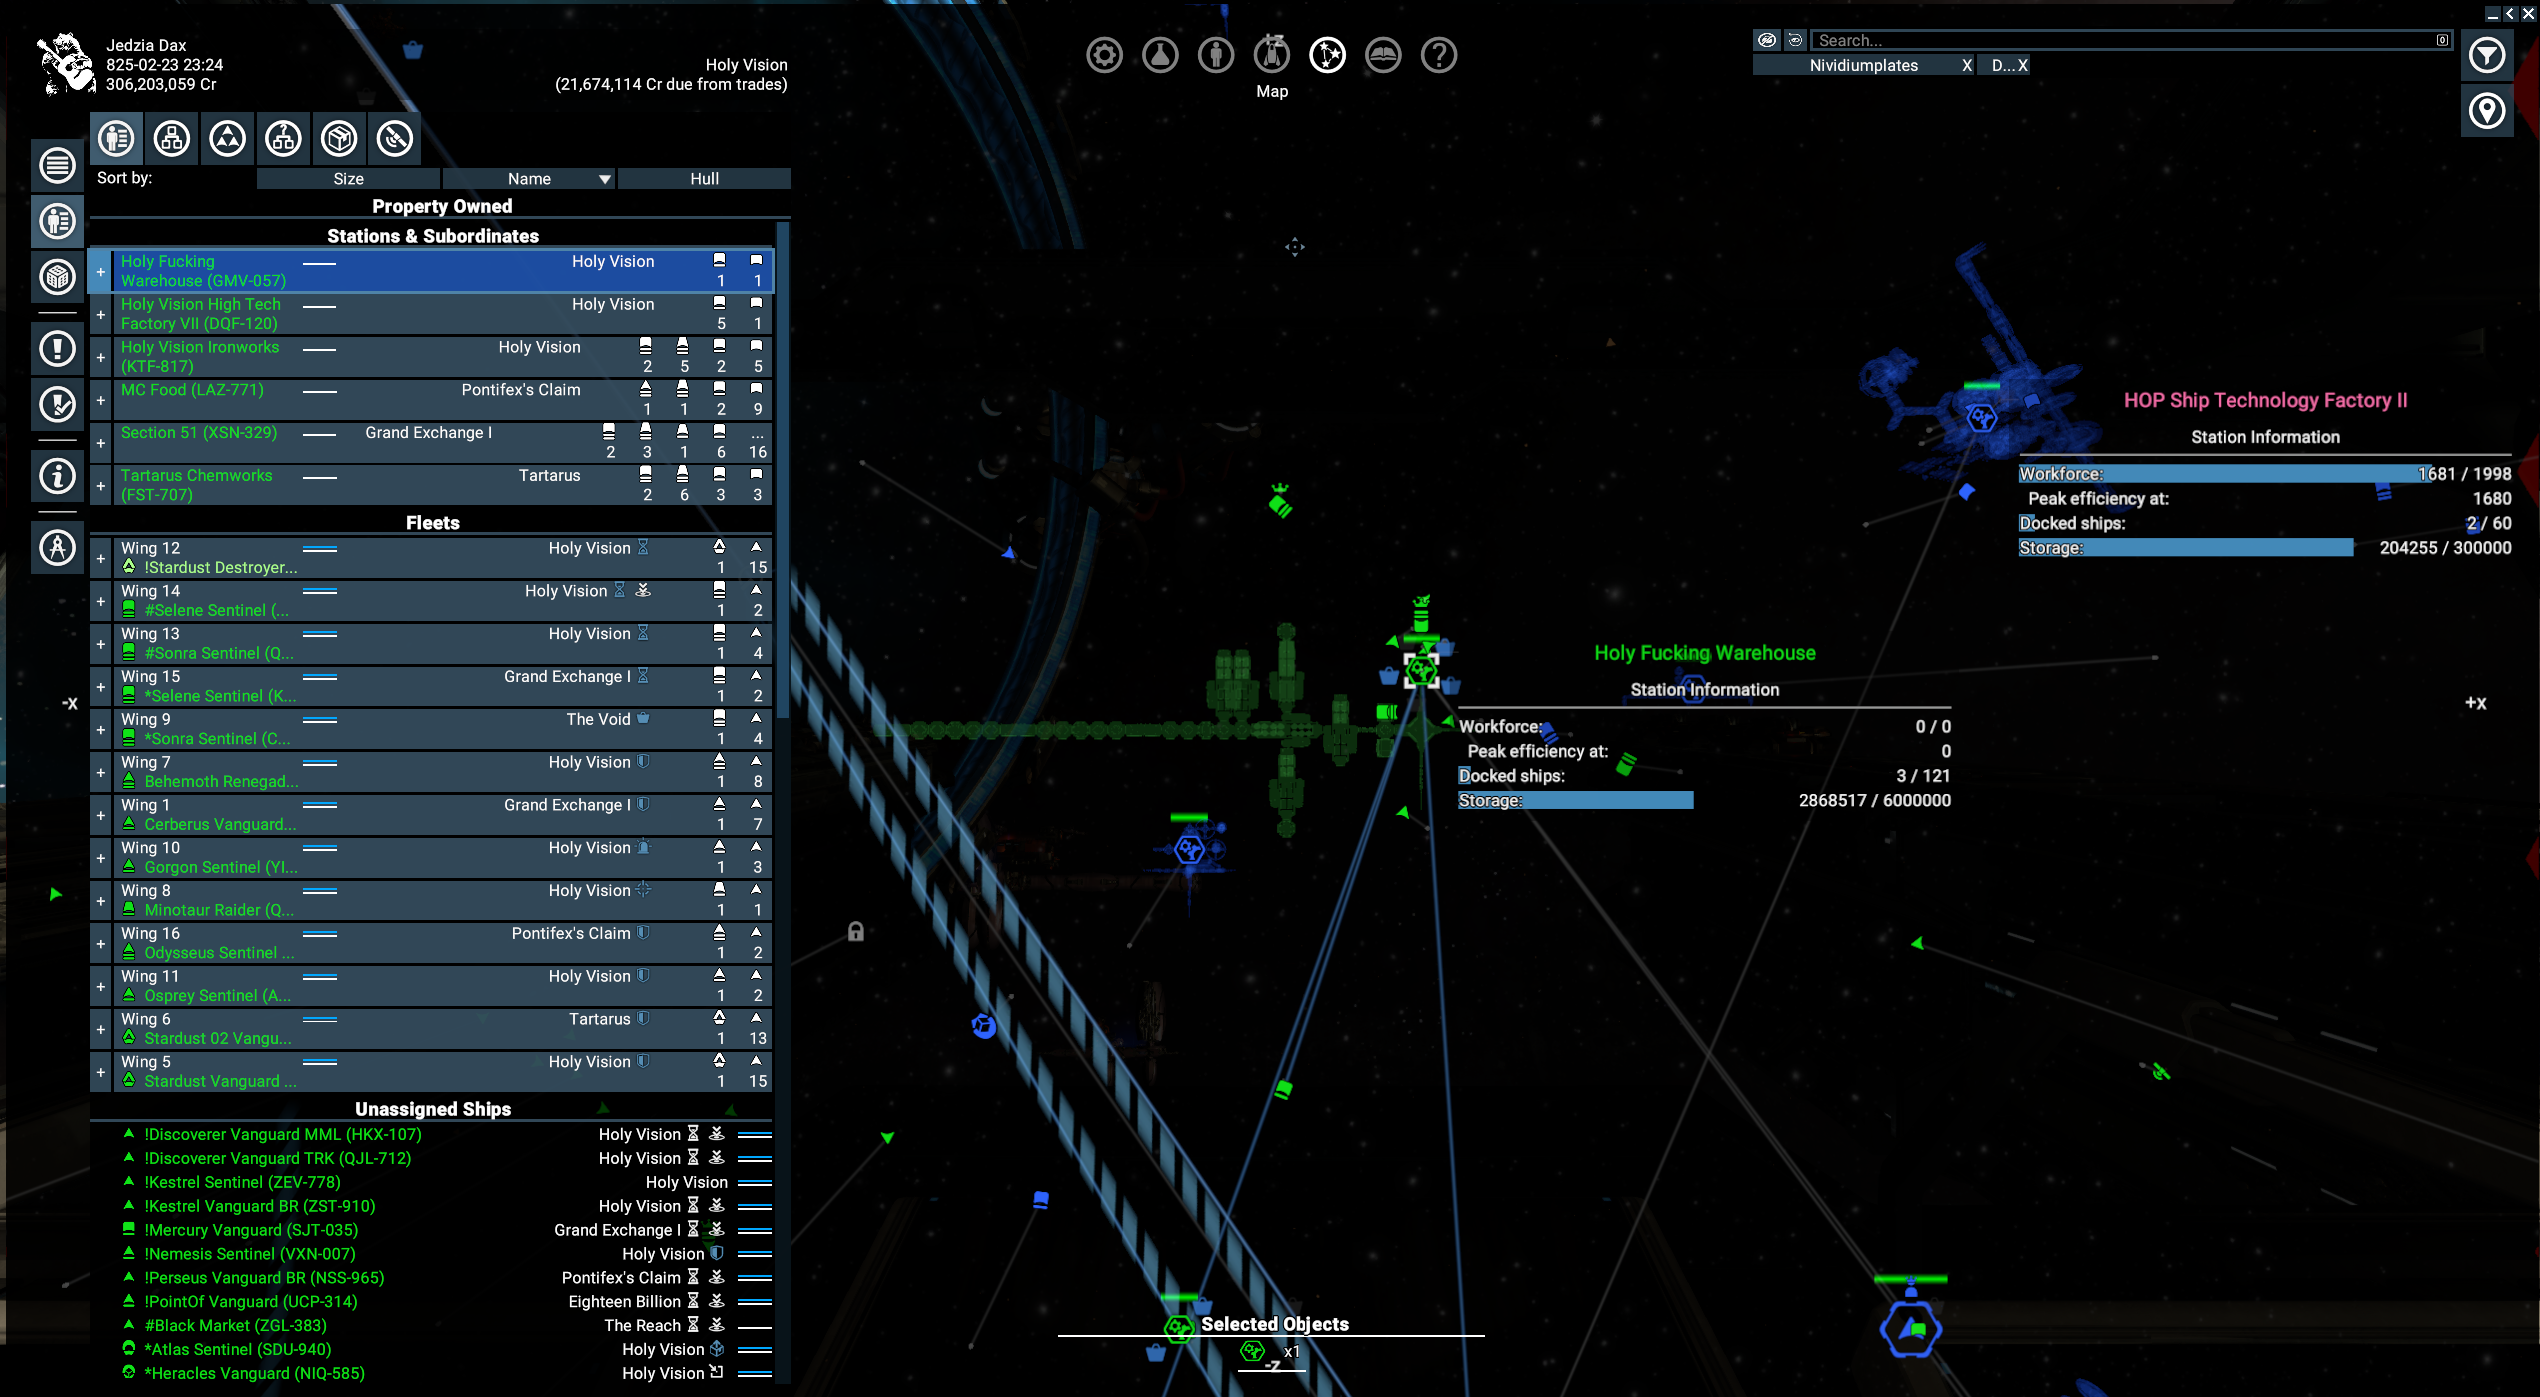 Jedzia Dax
825-02-23 23:24
306,203,059 Cr
Holy Vision
(21,674,114 Cr due from trades)
+z
Map
Search...
0
Nividiumplates X D... X
Sort by: Size Name Hull
Property Owned
Stations & Subordinates
+ Holy Fucking Holy Vision
Warehouse (GMV-057) 1 1
+ Holy Vision High Tech Holy Vision
Factory VII (DQF-120) 5 1
+ Holy Vision Ironworks Holy Vision
(KTF-817) 2 5 2 5
+ MC Food (LAZ-771) Pontifex's Claim
1 1 2 9
+ Section 51 (XSN-329) Grand Exchange I ...
2 3 1 6 16
+ Tartarus Chemworks Tartarus
(FST-707) 2 6 3 3
Fleets
+ Wing 12 Holy Vision
!Stardust Destroyer... 1 15
+ Wing 14 Holy Vision
#Selene Sentinel (... 1 2
+ Wing 13 Holy Vision
#Sonra Sentinel (Q... 1 4
+ Wing 15 Grand Exchange I
*Selene Sentinel (K... 1 2
+ Wing 9 The Void
*Sonra Sentinel (C... 1 4
+ Wing 7 Holy Vision
Behemoth Renegad... 1 8
+ Wing 1 Grand Exchange I
Cerberus Vanguard... 1 7
+ Wing 10 Holy Vision
Gorgon Sentinel (YI... 1 3
+ Wing 8 Holy Vision
Minotaur Raider (Q... 1 1
+ Wing 16 Pontifex's Claim
Odysseus Sentinel ... 1 2
+ Wing 11 Holy Vision
Osprey Sentinel (A... 1 2
+ Wing 6 Tartarus
Stardust 02 Vangu... 1 13
+ Wing 5 Holy Vision
Stardust Vanguard ... 1 15
Unassigned Ships
!Discoverer Vanguard MML (HKX-107) Holy Vision
!Discoverer Vanguard TRK (QJL-712) Holy Vision
!Kestrel Sentinel (ZEV-778) Holy Vision
!Kestrel Vanguard BR (ZST-910) Holy Vision
!Mercury Vanguard (SJT-035) Grand Exchange I
!Nemesis Sentinel (VXN-007) Holy Vision
!Perseus Vanguard BR (NSS-965) Pontifex's Claim
!PointOf Vanguard (UCP-314) Eighteen Billion
#Black Market (ZGL-383) The Reach
*Atlas Sentinel (SDU-940) Holy Vision
*Heracles Vanguard (NIQ-585) Holy Vision
-x
+x
HOP Ship Technology Factory II
Station Information
Workforce: 1681 / 1998
Peak efficiency at: 1680
Docked ships: 2 / 60
Storage: 204255 / 300000
Holy Fucking Warehouse
Station Information
Workforce: 0 / 0
Peak efficiency at: 0
Docked ships: 3 / 121
Storage: 2868517 / 6000000
Selected Objects
x1
-z